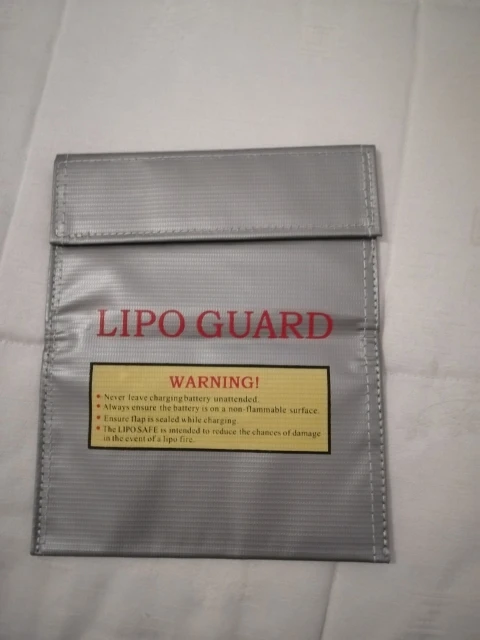 LIPO GUARD
WARNING!
• Never leave charging battery unattended.
• Always ensure the battery is on a non-flammable surface.
• Ensure flap is sealed while charging.
• The LIPOSAFE is intended to reduce the chances of damage
in the event of a lipo fire.